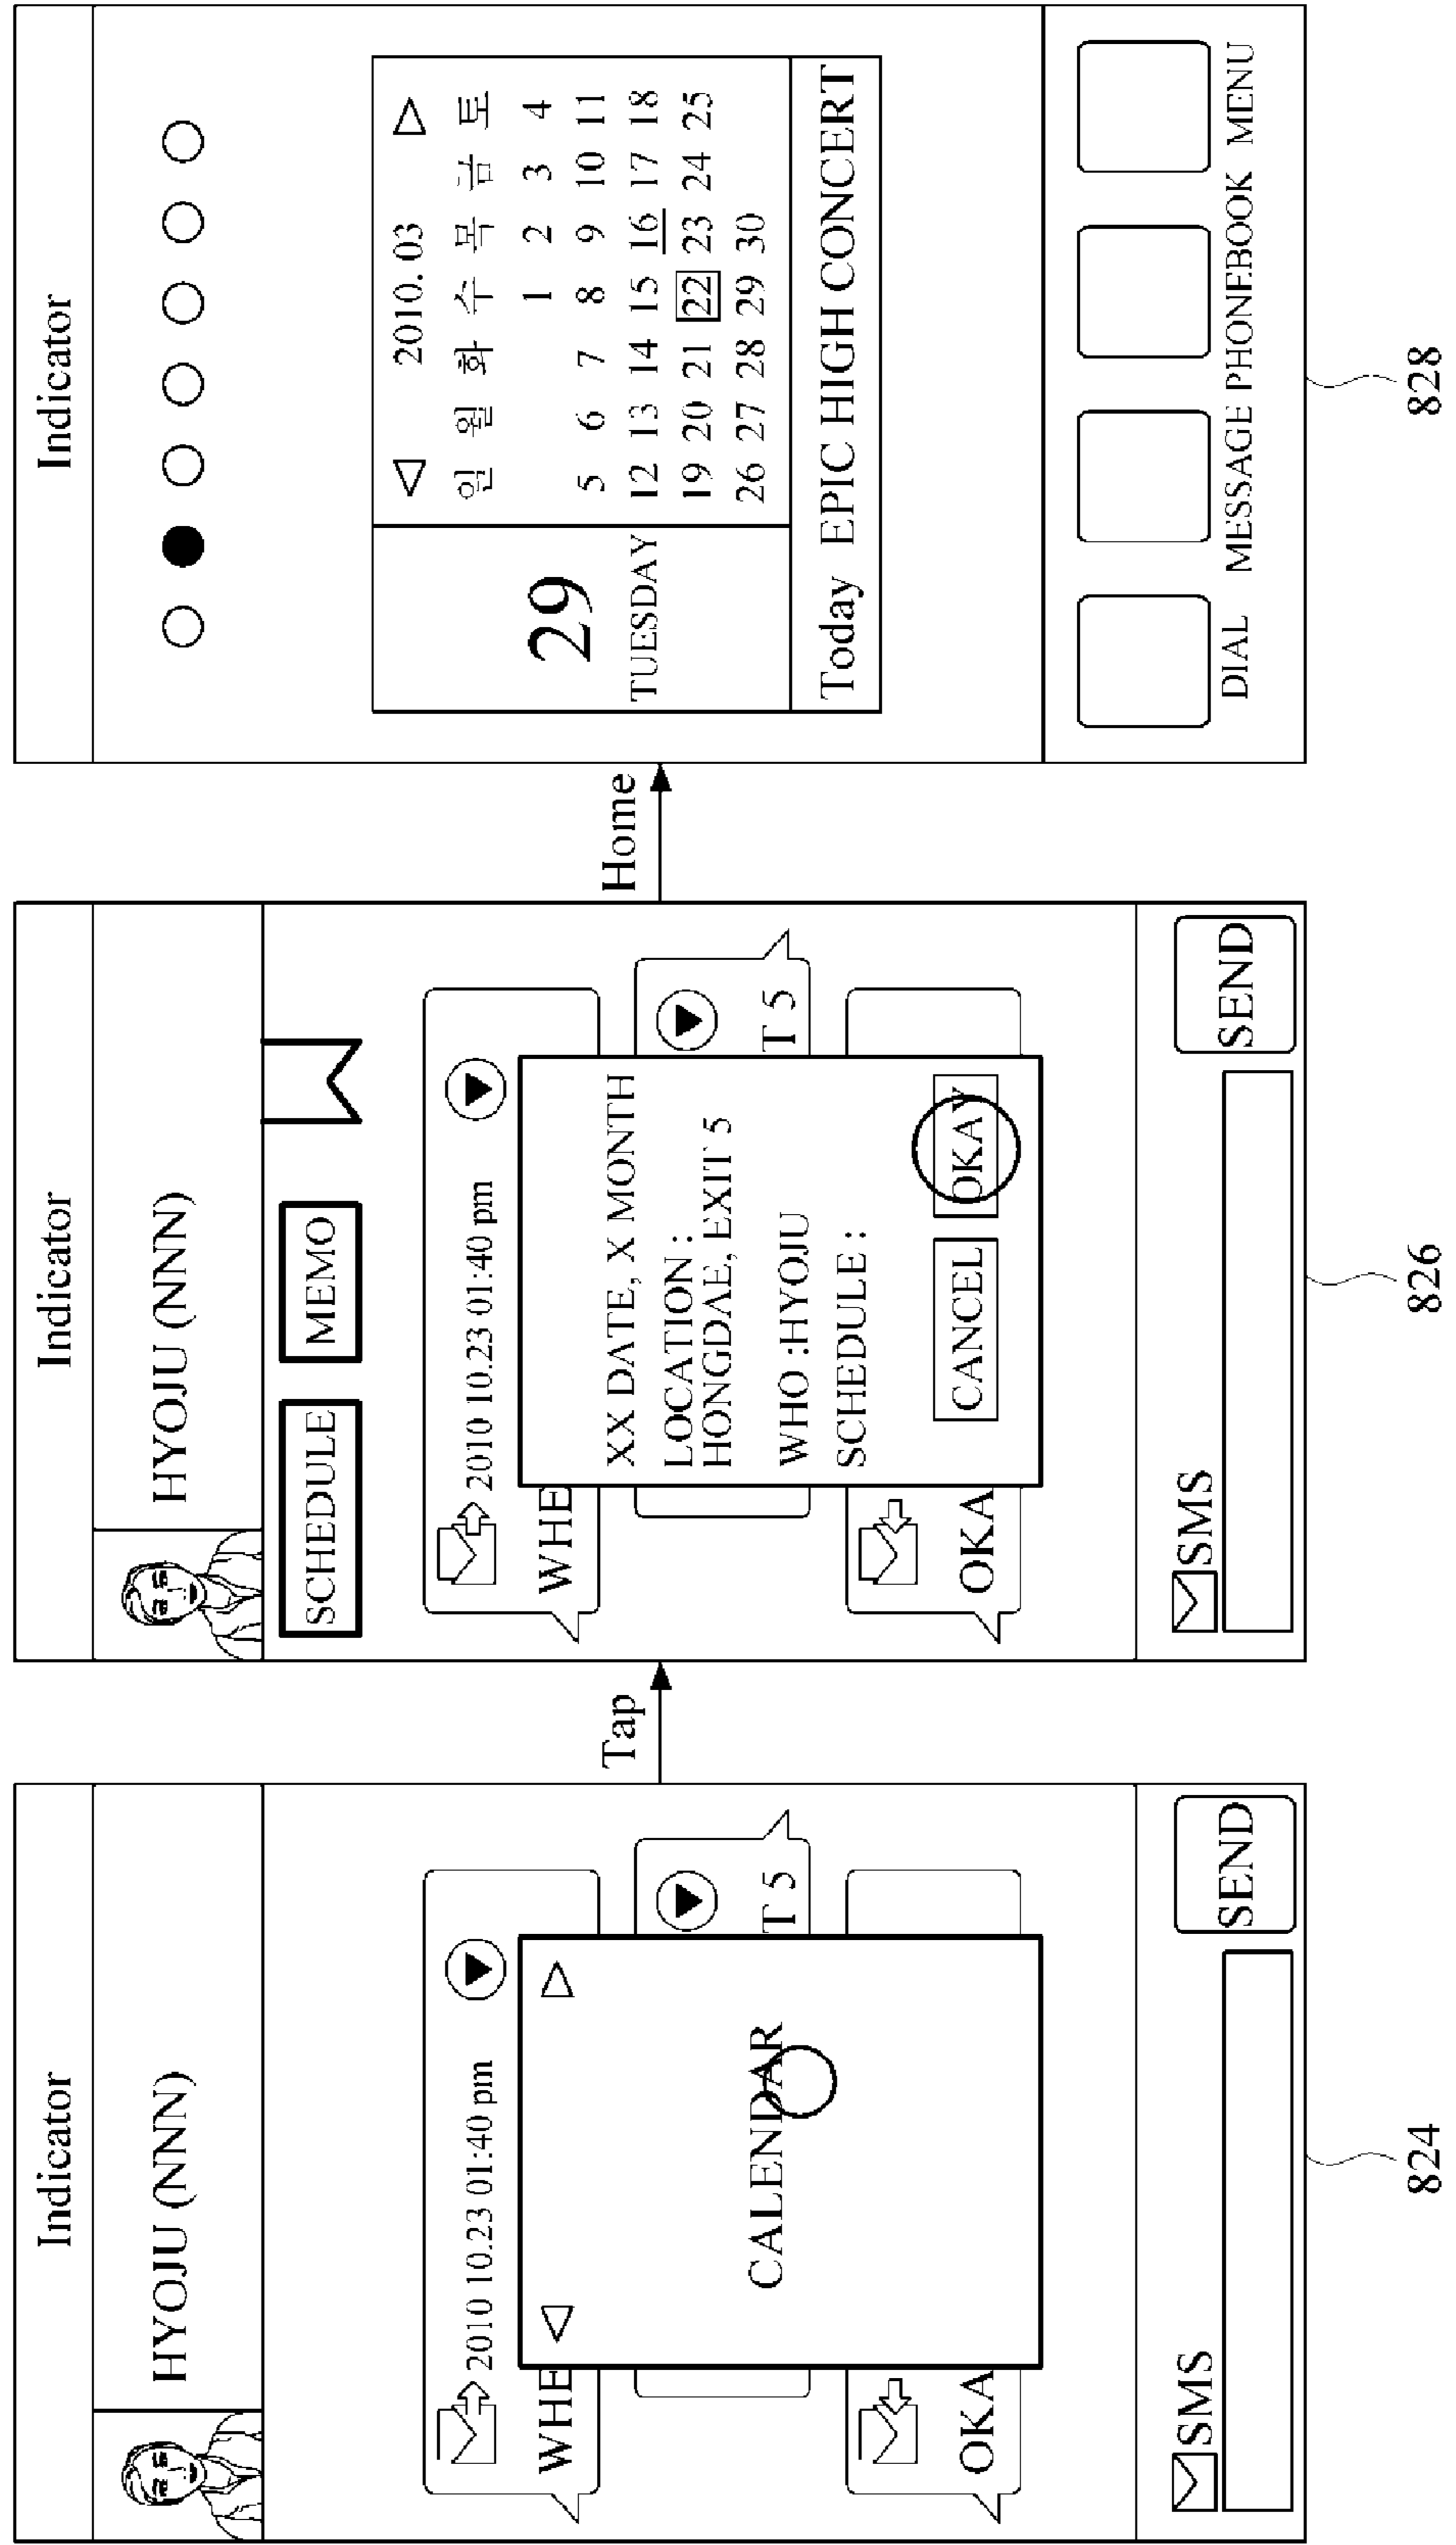 Indicator
HYOJU (NNN)
2010 10.23 01:40 pm
WHE
CALENDAR
T 5
OKA
SMS
SEND
824
Tap
Indicator
HYOJU (NNN)
SCHEDULE MEMO
2010 10.23 01:40 pm
WHE
XX DATE, X MONTH
LOCATION :
HONGDAE, EXIT 5
T 5
WHO :HYOJU
SCHEDULE :
CANCEL OKAY
OKA
SMS
SEND
826
Home
Indicator
2010. 03
일 월 화 수 목 금 토
1 2 3 4
5 6 7 8 9 10 11
12 13 14 15 16 17 18
19 20 21 22 23 24 25
26 27 28 29 30
29
TUESDAY
Today EPIC HIGH CONCERT
DIAL MESSAGE PHONEBOOK MENU
828